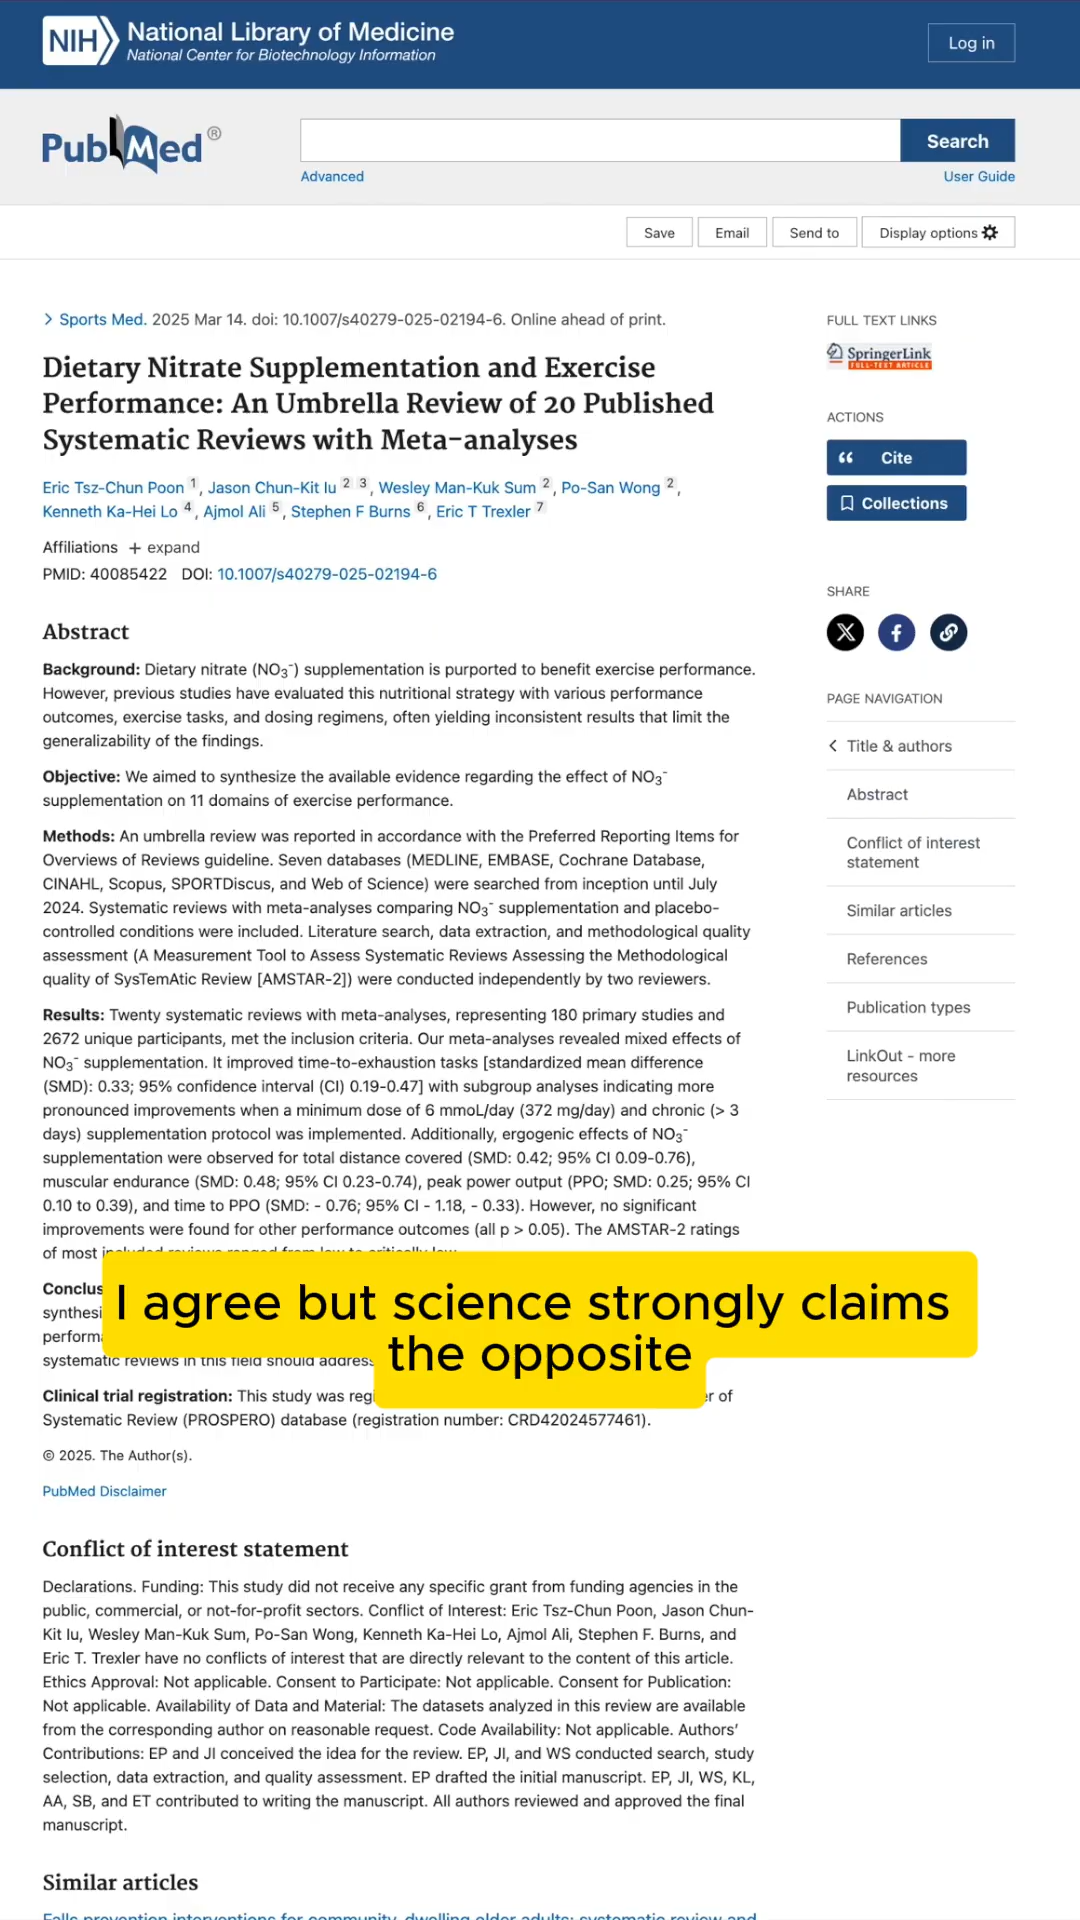 NIH National Library of Medicine
National Center for Biotechnology Information
Log in
PubMed®
Search
Advanced
User Guide
Save
Email
Send to
Display options
Sports Med. 2025 Mar 14. doi: 10.1007/s40279-025-02194-6. Online ahead of print.
Dietary Nitrate Supplementation and Exercise
Performance: An Umbrella Review of 20 Published
Systematic Reviews with Meta-analyses
Eric Tsz-Chun Poon 1, Jason Chun-Kit Iu 2 3, Wesley Man-Kuk Sum 2, Po-San Wong 2,
Kenneth Ka-Hei Lo 4, Ajmol Ali 5, Stephen F Burns 6, Eric T Trexler 7
Affiliations + expand
PMID: 40085422 DOI: 10.1007/s40279-025-02194-6
Abstract
Background: Dietary nitrate (NO3-) supplementation is purported to benefit exercise performance.
However, previous studies have evaluated this nutritional strategy with various performance
outcomes, exercise tasks, and dosing regimens, often yielding inconsistent results that limit the
generalizability of the findings.
Objective: We aimed to synthesize the available evidence regarding the effect of NO3-
supplementation on 11 domains of exercise performance.
Methods: An umbrella review was reported in accordance with the Preferred Reporting Items for
Overviews of Reviews guideline. Seven databases (MEDLINE, EMBASE, Cochrane Database,
CINAHL, Scopus, SPORTDiscus, and Web of Science) were searched from inception until July
2024. Systematic reviews with meta-analyses comparing NO3- supplementation and placebo-
controlled conditions were included. Literature search, data extraction, and methodological quality
assessment (A Measurement Tool to Assess Systematic Reviews Assessing the Methodological
quality of SysTemAtic Review [AMSTAR-2]) were conducted independently by two reviewers.
Results: Twenty systematic reviews with meta-analyses, representing 180 primary studies and
2672 unique participants, met the inclusion criteria. Our meta-analyses revealed mixed effects of
NO3- supplementation. It improved time-to-exhaustion tasks [standardized mean difference
(SMD): 0.33; 95% confidence interval (CI) 0.19-0.47] with subgroup analyses indicating more
pronounced improvements when a minimum dose of 6 mmoL/day (372 mg/day) and chronic (> 3
days) supplementation protocol was implemented. Additionally, ergogenic effects of NO3-
supplementation were observed for total distance covered (SMD: 0.42; 95% CI 0.09-0.76),
muscular endurance (SMD: 0.48; 95% CI 0.23-0.74), peak power output (PPO; SMD: 0.25; 95% CI
0.10 to 0.39), and time to PPO (SMD: - 0.76; 95% CI - 1.18, - 0.33). However, no significant
improvements were found for other performance outcomes (all p > 0.05). The AMSTAR-2 ratings
of most included reviews ranged from low to critically low.
I agree but science strongly claims
the opposite
systematic reviews in this field should
Clinical trial registration: This study was of
Systematic Review (PROSPERO) database (registration number: CRD42024577461).
© 2025. The Author(s).
PubMed Disclaimer
Conflict of interest statement
Declarations. Funding: This study did not receive any specific grant from funding agencies in the
public, commercial, or not-for-profit sectors. Conflict of Interest: Eric Tsz-Chun Poon, Jason Chun-
Kit Iu, Wesley Man-Kuk Sum, Po-San Wong, Kenneth Ka-Hei Lo, Ajmol Ali, Stephen F. Burns, and
Eric T. Trexler have no conflicts of interest that are directly relevant to the content of this article.
Ethics Approval: Not applicable. Consent to Participate: Not applicable. Consent for Publication:
Not applicable. Availability of Data and Material: The datasets analyzed in this review are available
from the corresponding author on reasonable request. Code Availability: Not applicable. Authors'
Contributions: EP and JI conceived the idea for the review. EP, JI, and WS conducted search, study
selection, data extraction, and quality assessment. EP drafted the initial manuscript. EP, JI, WS, KL,
AA, SB, and ET contributed to writing the manuscript. All authors reviewed and approved the final
manuscript.
Similar articles
Falls prevention interventions for community-dwelling older adults: systematic review and
FULL TEXT LINKS
SpringerLink
FULL-TEXT ARTICLE
ACTIONS
Cite
Collections
SHARE
PAGE NAVIGATION
Title & authors
Abstract
Conflict of interest
statement
Similar articles
References
Publication types
LinkOut - more
resources